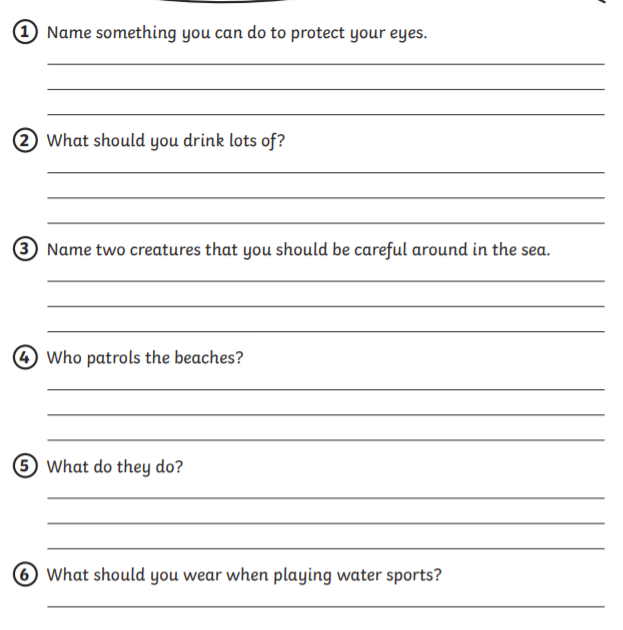 1 Name something you can do to protect your eyes.
2 What should you drink lots of?
3 Name two creatures that you should be careful around in the sea.
4 Who patrols the beaches?
5 What do they do?
6 What should you wear when playing water sports?